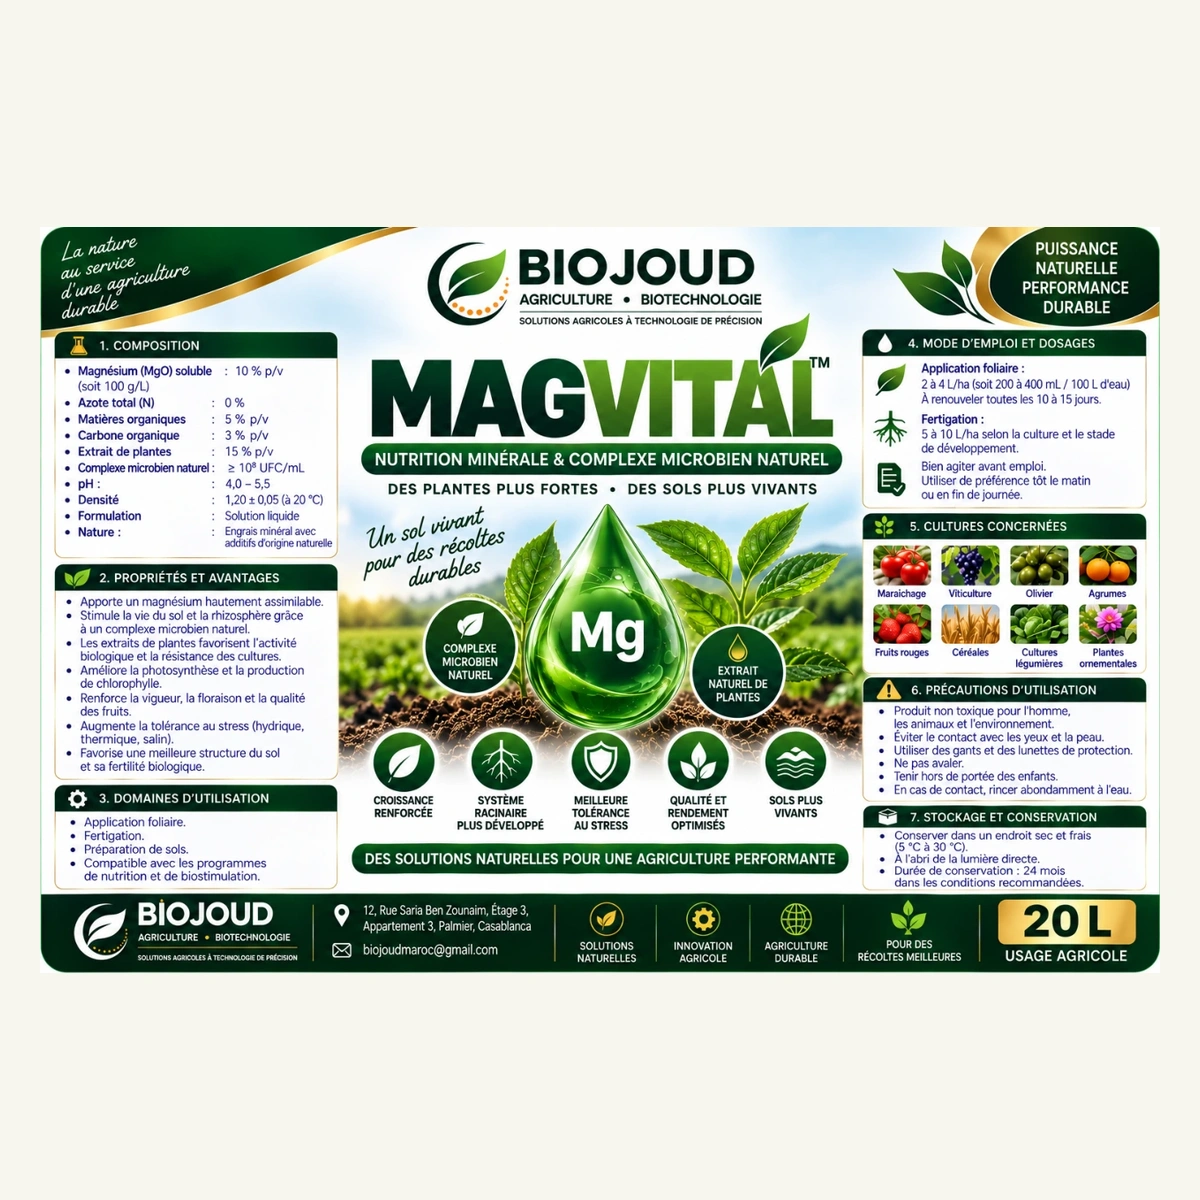 La nature
au service
d'une agriculture
durable
BIOJOUD
AGRICULTURE • BIOTECHNOLOGIE
SOLUTIONS AGRICOLES À TECHNOLOGIE DE PRÉCISION
PUISSANCE
NATURELLE
PERFORMANCE
DURABLE
MAGVITAL™
NUTRITION MINÉRALE & COMPLEXE MICROBIEN NATUREL
DES PLANTES PLUS FORTES • DES SOLS PLUS VIVANTS
Un sol vivant
pour des récoltes
durables
1. COMPOSITION
• Magnésium (MgO) soluble : 10 % p/v
(soit 100 g/L)
• Azote total (N) : 0 %
• Matières organiques : 5 % p/v
• Carbone organique : 3 % p/v
• Extrait de plantes : 15 % p/v
• Complexe microbien naturel : ≥ 10⁸ UFC/mL
• pH : 4,0 – 5,5
• Densité : 1,20 ± 0,05 (à 20 °C)
• Formulation : Solution liquide
• Nature : : Engrais minéral avec
additifs d'origine naturelle
2. PROPRIÉTÉS ET AVANTAGES
• Apporte un magnésium hautement assimilable.
• Stimule la vie du sol et la rhizosphère grâce
à un complexe microbien naturel.
• Les extraits de plantes favorisent l'activité
biologique et la résistance des cultures.
• Améliore la photosynthèse et la production
de chlorophylle.
• Renforce la vigueur, la floraison et la qualité
des fruits.
• Augmente la tolérance au stress (hydrique,
thermique, salin).
• Favorise une meilleure structure du sol
et sa fertilité biologique.
3. DOMAINES D'UTILISATION
• Application foliaire.
• Fertigation.
• Préparation de sols.
• Compatible avec les programmes
de nutrition et de biostimulation.
Mg
COMPLEXE
MICROBIEN
NATUREL
EXTRAIT
NATUREL DE
PLANTES
CROISSANCE
RENFORCÉE
SYSTÈME
RACINAIRE
PLUS DÉVELOPPÉ
MEILLEURE
TOLÉRANCE
AU STRESS
QUALITÉ ET
RENDEMENT
OPTIMISÉS
SOLS PLUS
VIVANTS
DES SOLUTIONS NATURELLES POUR UNE AGRICULTURE PERFORMANTE
4. MODE D'EMPLOI ET DOSAGES
Application foliaire :
2 à 4 L/ha (soit 200 à 400 mL / 100 L d'eau)
À renouveler toutes les 10 à 15 jours.
Fertigation :
5 à 10 L/ha selon la culture et le stade
de développement.
Bien agiter avant emploi.
Utiliser de préférence tôt le matin
ou en fin de journée.
5. CULTURES CONCERNÉES
Maraichage
Viticulture
Olivier
Agrumes
Fruits rouges
Céréales
Cultures
légumières
Plantes
ornementales
6. PRÉCAUTIONS D'UTILISATION
• Produit non toxique pour l'homme,
les animaux et l'environnement.
• Éviter le contact avec les yeux et la peau.
• Utiliser des gants et des lunettes de protection.
• Ne pas avaler.
• Tenir hors de portée des enfants.
• En cas de contact, rincer abondamment à l'eau.
7. STOCKAGE ET CONSERVATION
• Conserver dans un endroit sec et frais
(5 °C à 30 °C).
• À l'abri de la lumière directe.
• Durée de conservation : 24 mois
dans les conditions recommandées.
BIOJOUD
AGRICULTURE • BIOTECHNOLOGIE
SOLUTIONS AGRICOLES À TECHNOLOGIE DE PRÉCISION
12, Rue Saria Ben Zounaim, Étage 3,
Appartement 3, Palmier, Casablanca
biojoudmaroc@gmail.com
SOLUTIONS
NATURELLES
INNOVATION
AGRICOLE
AGRICULTURE
DURABLE
POUR DES
RÉCOLTES MEILLEURES
20 L
USAGE AGRICOLE